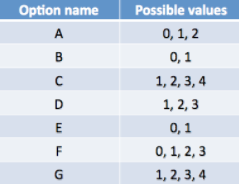 Option name Possible values
A 0, 1, 2
B 0, 1
C 1, 2, 3, 4
D 1, 2, 3
E 0, 1
F 0, 1, 2, 3
G 1, 2, 3, 4